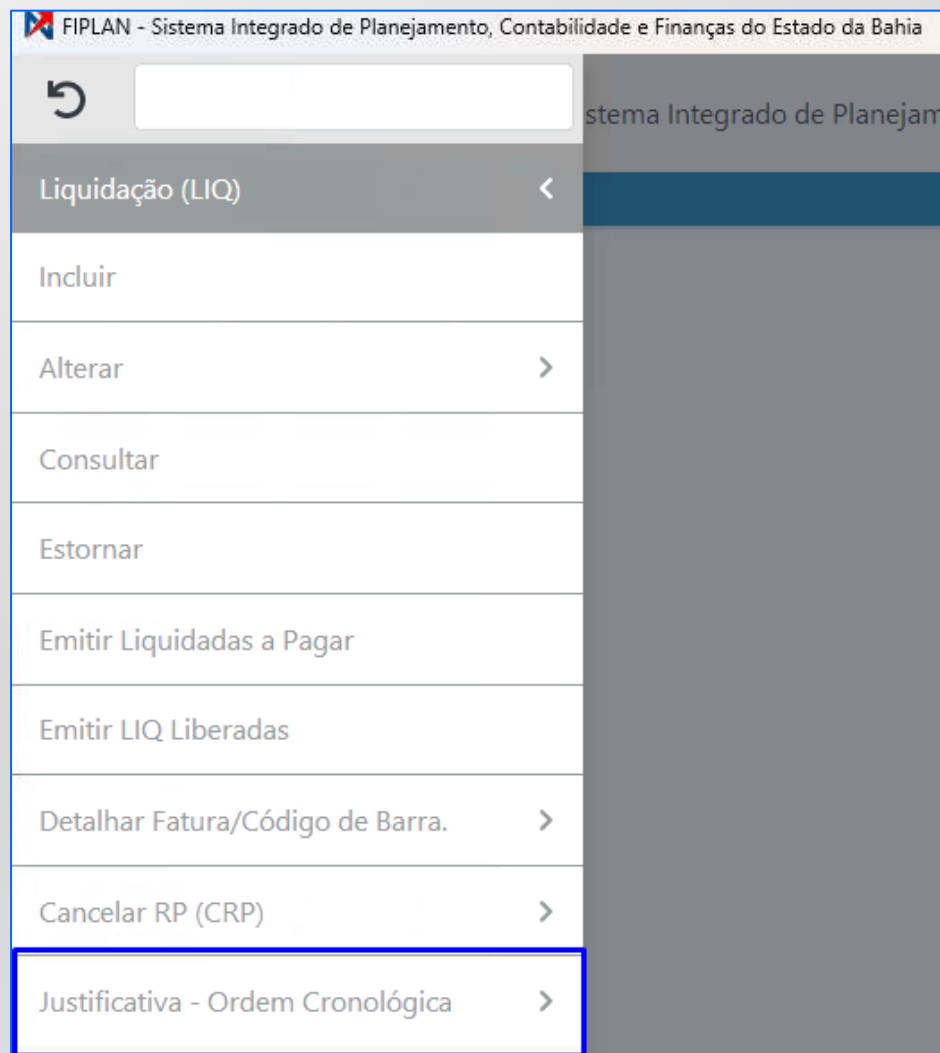 FIPLAN - Sistema Integrado de Planejamento, Contabilidade e Finanças do Estado da Bahia
stema Integrado de Planejam
Liquidação (LIQ)
Incluir
Alterar
Consultar
Estornar
Emitir Liquidadas a Pagar
Emitir LIQ Liberadas
Detalhar Fatura/Código de Barra.
Cancelar RP (CRP)
Justificativa - Ordem Cronológica